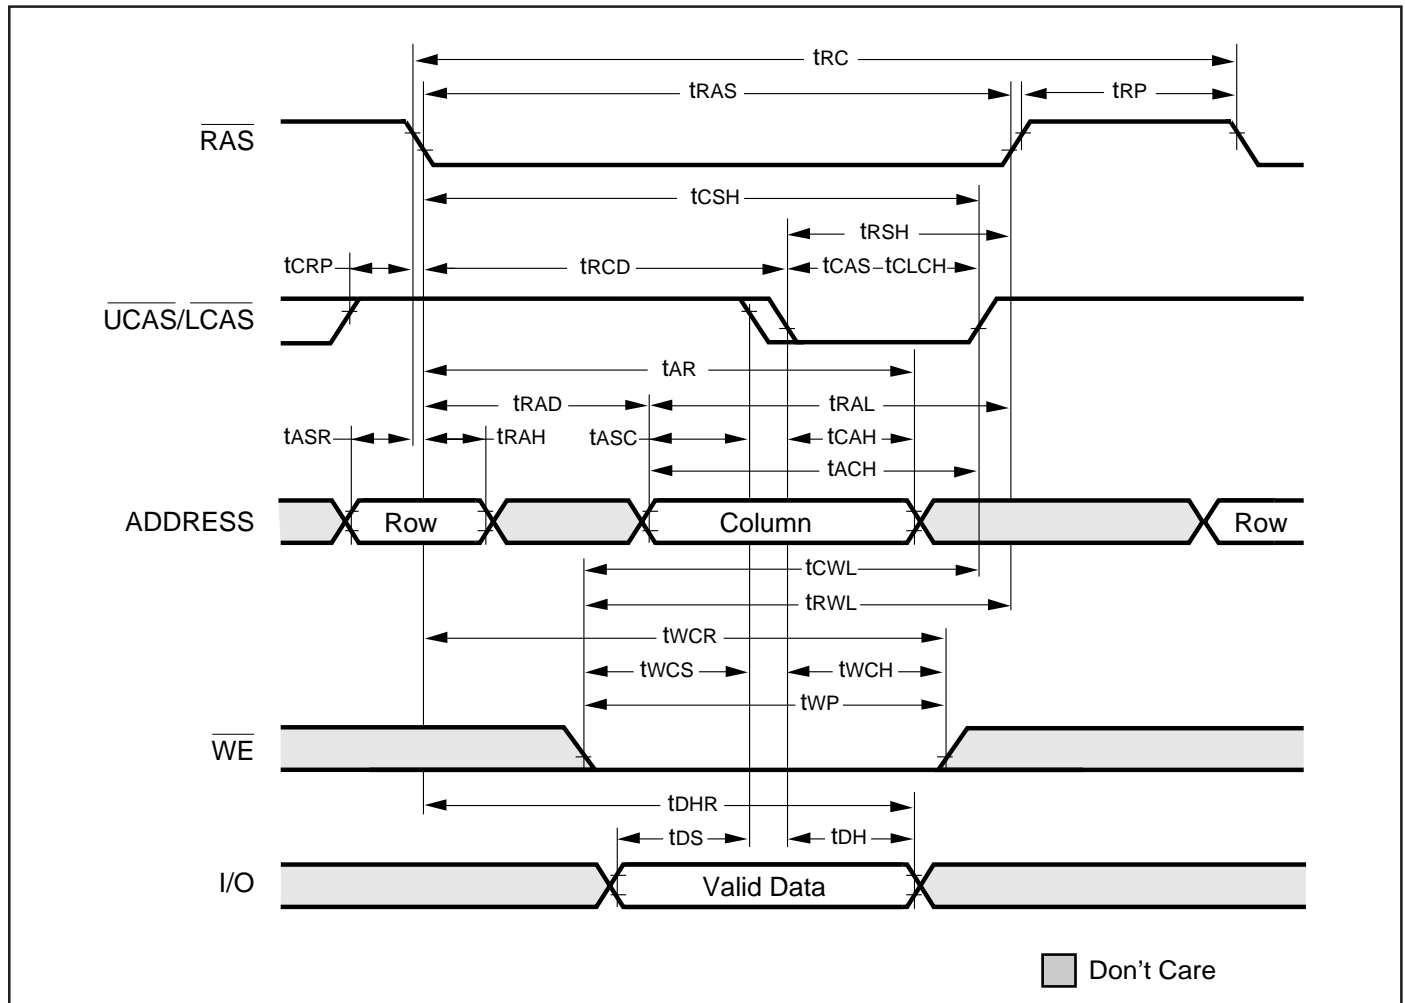 tRC
tRAS
tRP
RAS
tCSH
tRSH
tCRP
tRCD
tCAS
tCLCH
UCAS/LCAS
tAR
tRAD
tRAL
tASR
tRAH
tASC
tCAH
tACH
ADDRESS
Row
Column
Row
tCWL
tRWL
tWCR
tWCS
tWCH
tWP
WE
tDHR
tDS
tDH
I/O
Valid Data
Don't Care